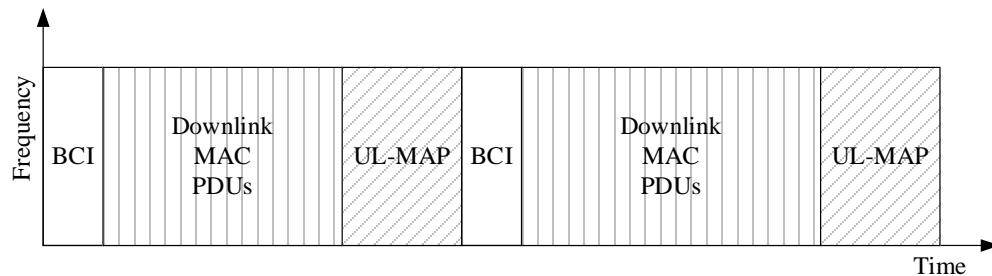 Frequency
BCI
Downlink
MAC
PDUs
UL-MAP
BCI
Downlink
MAC
PDUs
UL-MAP
Time